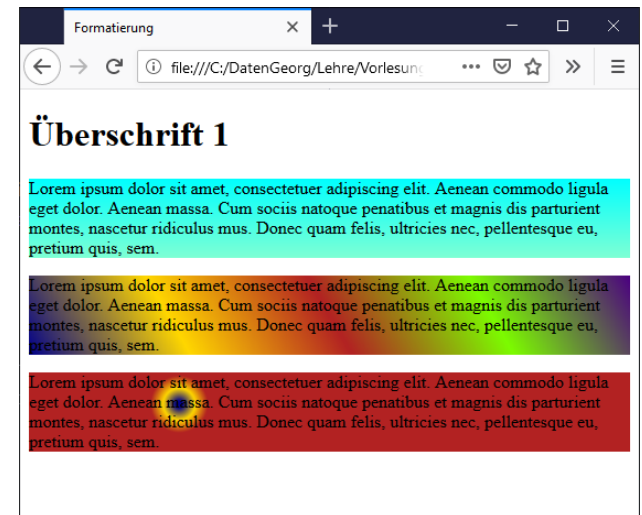 Formatierung
file:///C:/DatenGeorg/Lehre/Vorlesung
Überschrift 1
Lorem ipsum dolor sit amet, consectetuer adipiscing elit. Aenean commodo ligula
eget dolor. Aenean massa. Cum sociis natoque penatibus et magnis dis parturient
montes, nascetur ridiculus mus. Donec quam felis, ultricies nec, pellentesque eu,
pretium quis, sem.
Lorem ipsum dolor sit amet, consectetuer adipiscing elit. Aenean commodo ligula
eget dolor. Aenean massa. Cum sociis natoque penatibus et magnis dis parturient
montes, nascetur ridiculus mus. Donec quam felis, ultricies nec, pellentesque eu,
pretium quis, sem.
Lorem ipsum dolor sit amet, consectetuer adipiscing elit. Aenean commodo ligula
eget dolor. Aenean massa. Cum sociis natoque penatibus et magnis dis parturient
montes, nascetur ridiculus mus. Donec quam felis, ultricies nec, pellentesque eu,
pretium quis, sem.